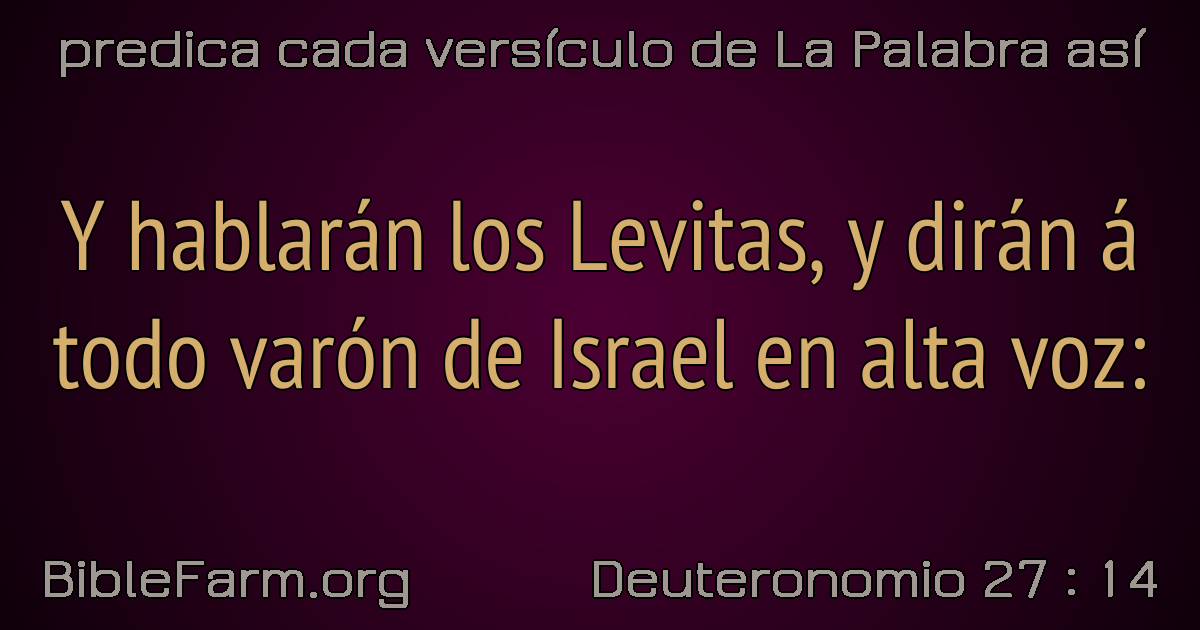 predica cada versículo de La Palabra así
Y hablarán los Levitas, y dirán á
todo varón de Israel en alta voz:
BibleFarm.org
Deuteronomio 27 : 14